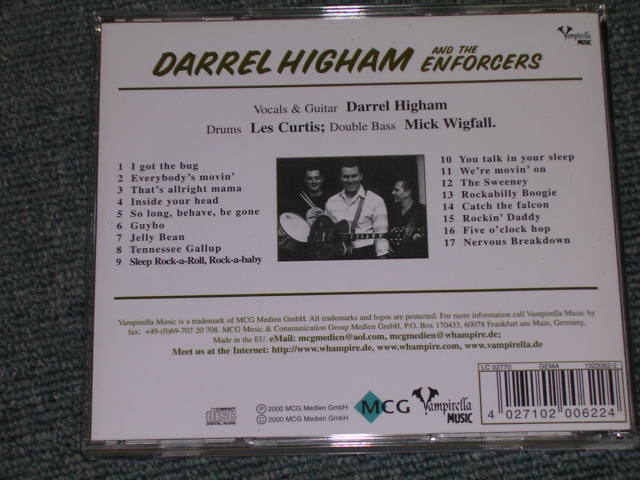 DARREL HIGHAM AND THE ENFORCERS
Vampirella MUSIC
Vocals & Guitar Darrel Higham
Drums Les Curtis; Double Bass Mick Wigfall.
1 I got the bug
2 Everybody's movin'
3 That's allright mama
4 Inside your head
5 So long, behave, be gone
6 Guybo
7 Jelly Bean
8 Tennessee Gallup
9 Sleep Rock-a-Roll, Rock-a-baby
10 You talk in your sleep
11 We're movin' on
12 The Sweeney
13 Rockabilly Boogie
14 Catch the falcon
15 Rockin' Daddy
16 Five o'clock hop
17 Nervous Breakdown
Vampirella Music is a trademark of MCG Medien GmbH. All trademarks and logos are protected. For more information call Vampirella Music by
fax: +49-(0)69-707 20 708. MCG Music & Communication Group Medien GmbH, P.O. Box 170433, 60078 Frankfurt am Main, Germany,
Made in the EU. eMail: mcgmedien@aol.com, mcgmedien@whampire.de;
Meet us at the Internet: http://www.whampire.de, www.whampire.com, www.vampirella.de
LC 02770 GEMA 1020062-2
COMPACT disc DIGITAL AUDIO
Ⓟ 2000 MCG Medien GmbH
© 2000 MCG Medien GmbH
MCG
Vampirella MUSIC
4 027102 006224